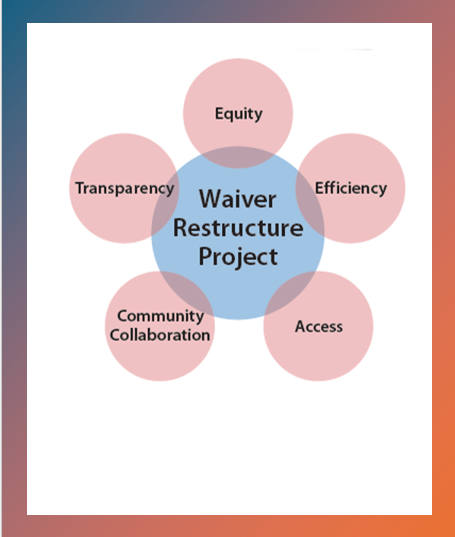 Equity
Transparency
Efficiency
Waiver
Restructure
Project
Community
Collaboration
Access